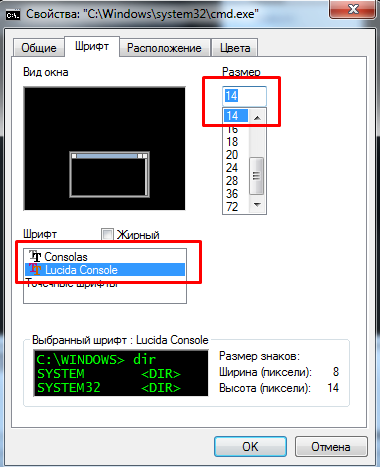 Свойства: "C:\Windows\system32\cmd.exe"
Общие Шрифт Расположение Цвета
Вид окна Размер
14
14
16
18
20
24
28
36
72
Шрифт Жирный
Consolas
Lucida Console
Точечные шрифты
Выбранный шрифт : Lucida Console
C:\WINDOWS> dir
SYSTEM <DIR>
SYSTEM32 <DIR>
Размер знаков:
Ширина (пиксели): 8
Высота (пиксели): 14
OK Отмена